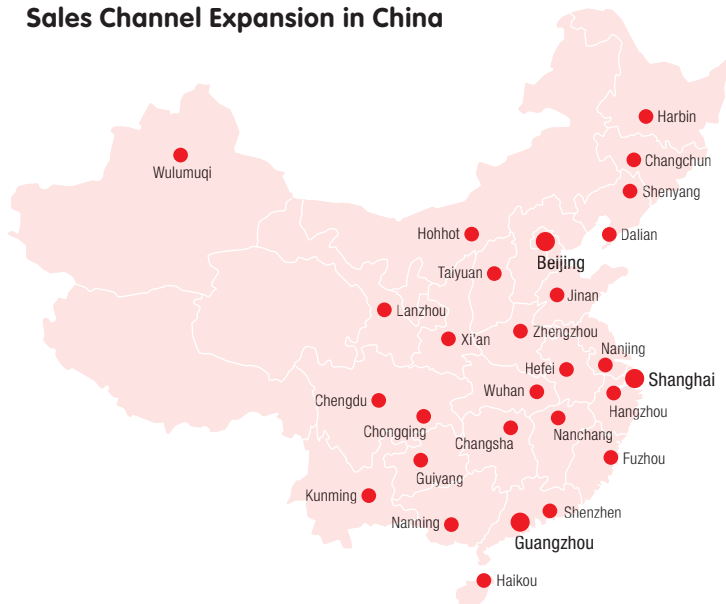 Sales Channel Expansion in China
Harbin
Wulumuqi
Changchun
Shenyang
Hohhot
Dalian
Beijing
Taiyuan
Jinan
Lanzhou
Xi'an
Zhengzhou
Nanjing
Hefei
Shanghai
Wuhan
Hangzhou
Chengdu
Chongqing
Changsha
Nanchang
Fuzhou
Guiyang
Kunming
Nanning
Shenzhen
Guangzhou
Haikou